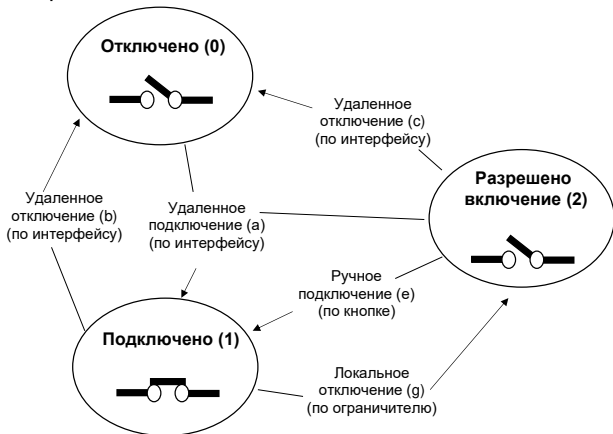 Отключено (0)
Удаленное
отключение (c)
(по интерфейсу)
Разрешено
включение (2)
Удаленное
отключение (b)
(по интерфейсу)
Удаленное
подключение (a)
(по интерфейсу)
Ручное
подключение (e)
(по кнопке)
Подключено (1)
Локальное
отключение (g)
(по ограничителю)